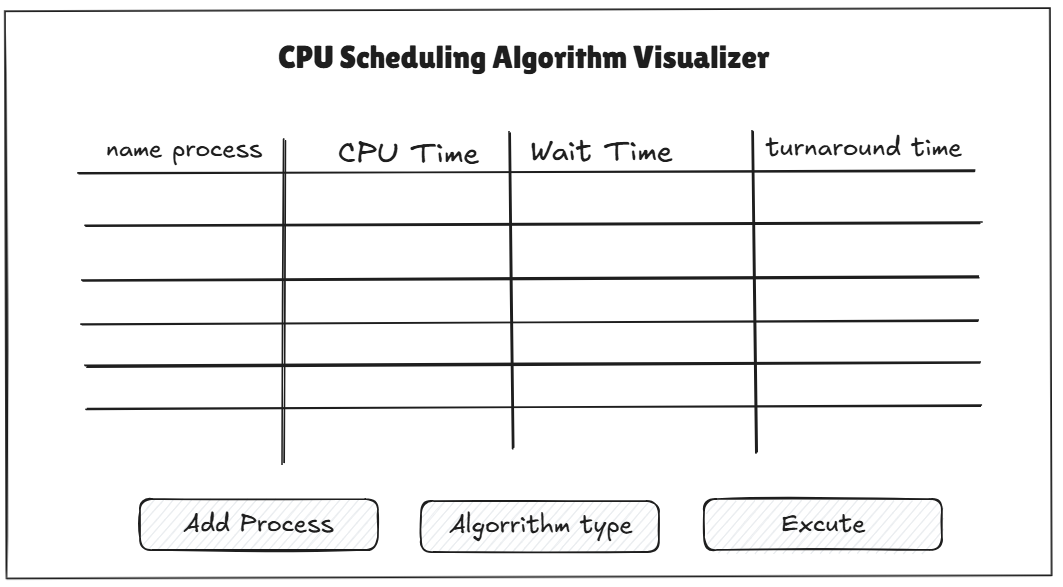 CPU Scheduling Algorithm Visualizer
name process CPU Time Wait Time turnaround time
Add Process Algorrithm type Excute